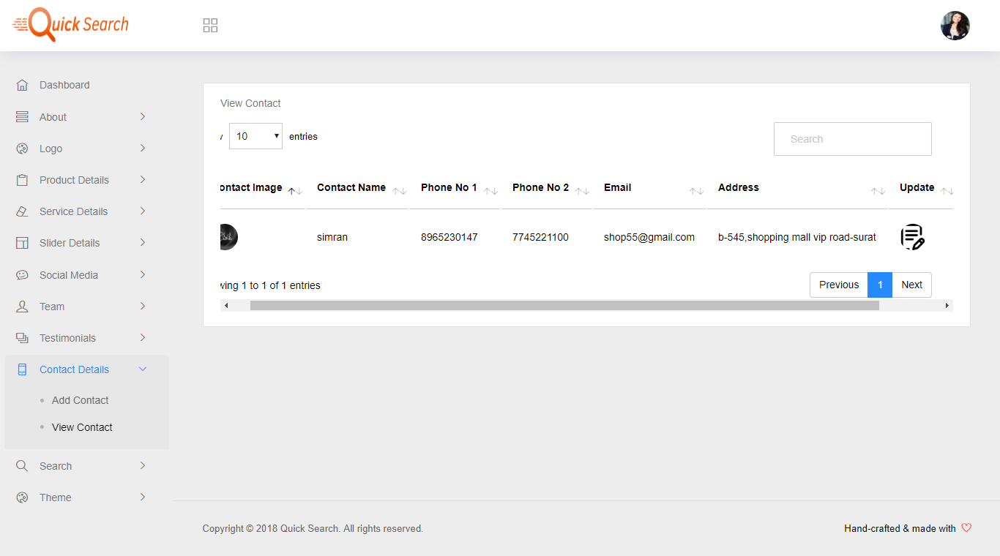 Quick Search
Dashboard
About
Logo
Product Details
Service Details
Slider Details
Social Media
Team
Testimonials
Contact Details
Add Contact
View Contact
Search
Theme
View Contact
10 entries
Search
ontact Image Contact Name Phone No 1 Phone No 2 Email Address Update
simran 8965230147 7745221100 shop55@gmail.com b-545,shopping mall vip road-surat
wing 1 to 1 of 1 entries
Previous 1 Next
Copyright © 2018 Quick Search. All rights reserved.
Hand-crafted & made with